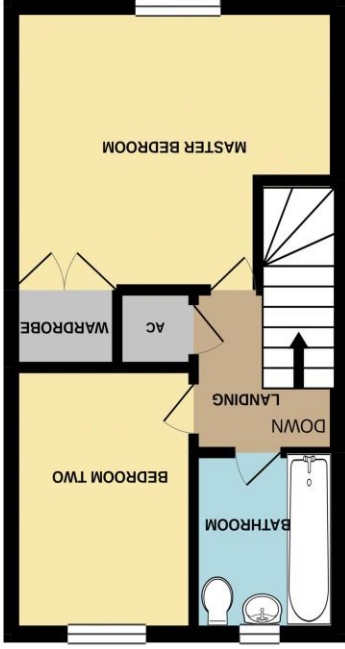 BATHROOM
BEDROOM TWO
DOWN
LANDING
AC
WARDROBE
MASTER BEDROOM